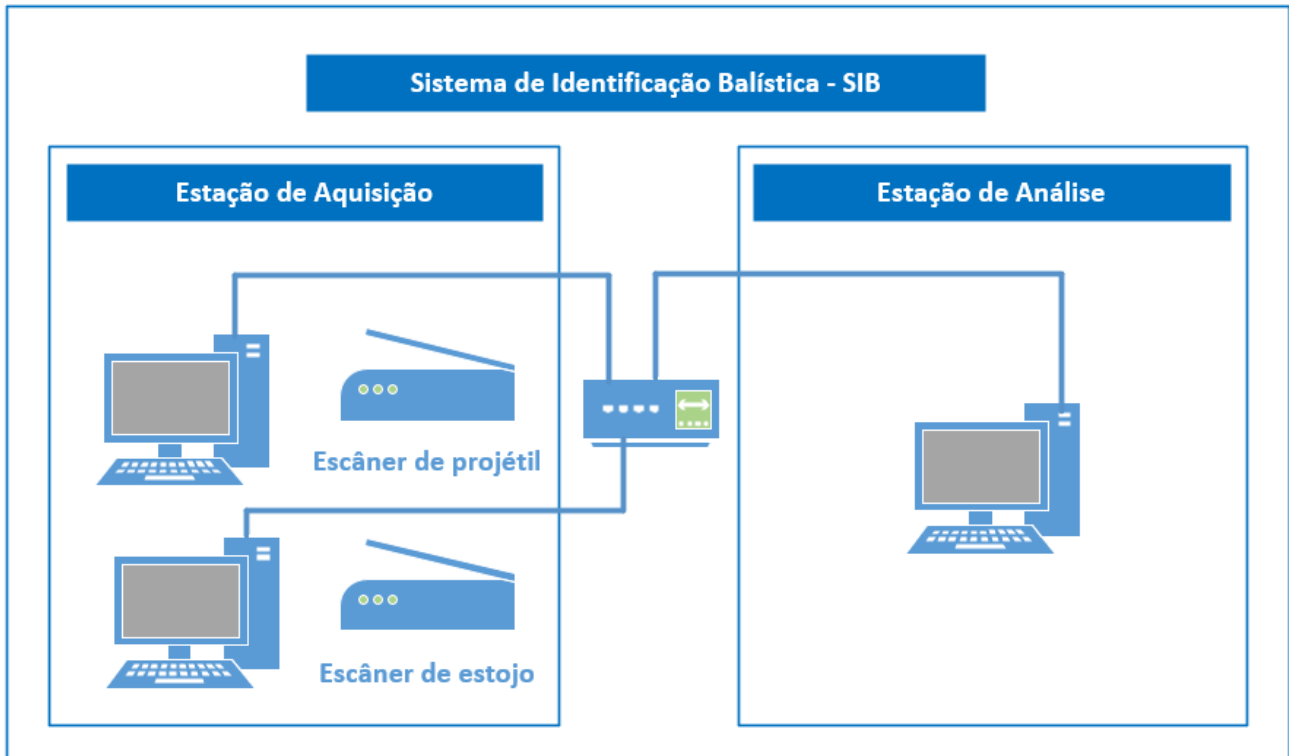 Sistema de Identificação Balística - SIB
Estação de Aquisição
Estação de Análise
Escâner de projétil
Escâner de estojo